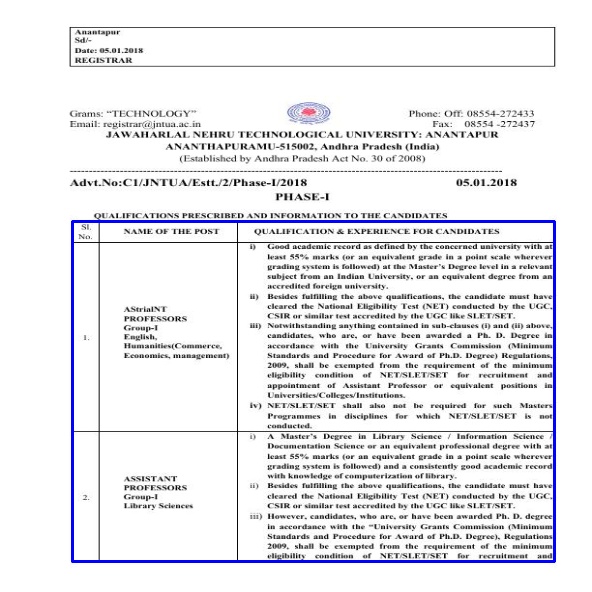 Anantapur
Sd/-
Date: 05.01.2018
REGISTRAR
Grams: “TECHNOLOGY” Phone: Off: 08554-272433
Email: registrar@jntua.ac.in Fax: 08554 -272437
JAWAHARLAL NEHRU TECHNOLOGICAL UNIVERSITY: ANANTAPUR
ANANTHAPURAMU-515002, Andhra Pradesh (India)
(Established by Andhra Pradesh Act No. 30 of 2008)
Advt.No:C1/JNTUA/Estt./2/Phase-I/2018 05.01.2018
PHASE-I
QUALIFICATIONS PRESCRIBED AND INFORMATION TO THE CANDIDATES
Sl. No. NAME OF THE POST QUALIFICATION & EXPERIENCE FOR CANDIDATES
1.
AStrialNT
PROFESSORS
Group-I
English,
Humanities(Commerce,
Economics, management)
i) Good academic record as defined by the concerned university with at
least 55% marks (or an equivalent grade in a point scale wherever
grading system is followed) at the Master’s Degree level in a relevant
subject from an Indian University, or an equivalent degree from an
accredited foreign university.
ii) Besides fulfilling the above qualifications, the candidate must have
cleared the National Eligibility Test (NET) conducted by the UGC,
CSIR or similar test accredited by the UGC like SLET/SET.
iii) Notwithstanding anything contained in sub-clauses (i) and (ii) above,
candidates, who are, or have been awarded a Ph. D. Degree in
accordance with the University Grants Commission (Minimum
Standards and Procedure for Award of Ph.D. Degree) Regulations,
2009, shall be exempted from the requirement of the minimum
eligibility condition of NET/SLET/SET for recruitment and
appointment of Assistant Professor or equivalent positions in
Universities/Colleges/Institutions.
iv) NET/SLET/SET shall also not be required for such Masters
Programmes in disciplines for which NET/SLET/SET is not
conducted.
2.
ASSISTANT
PROFESSORS
Group-I
Library Sciences
i) A Master’s Degree in Library Science / Information Science /
Documentation Science or an equivalent professional degree with at
least 55% marks (or an equivalent grade in a point scale wherever
grading system is followed) and a consistently good academic record
with knowledge of computerization of library.
ii) Besides fulfilling the above qualifications, the candidate must have
cleared the National Eligibility Test (NET) conducted by the UGC,
CSIR or similar test accredited by the UGC like SLET/SET.
iii) However, candidates, who are, or have been awarded Ph. D. degree
in accordance with the “University Grants Commission (Minimum
Standards and Procedure for Award of Ph.D. Degree), Regulations
2009, shall be exempted from the requirement of the minimum
eligibility condition of NET/SLET/SET for recruitment and